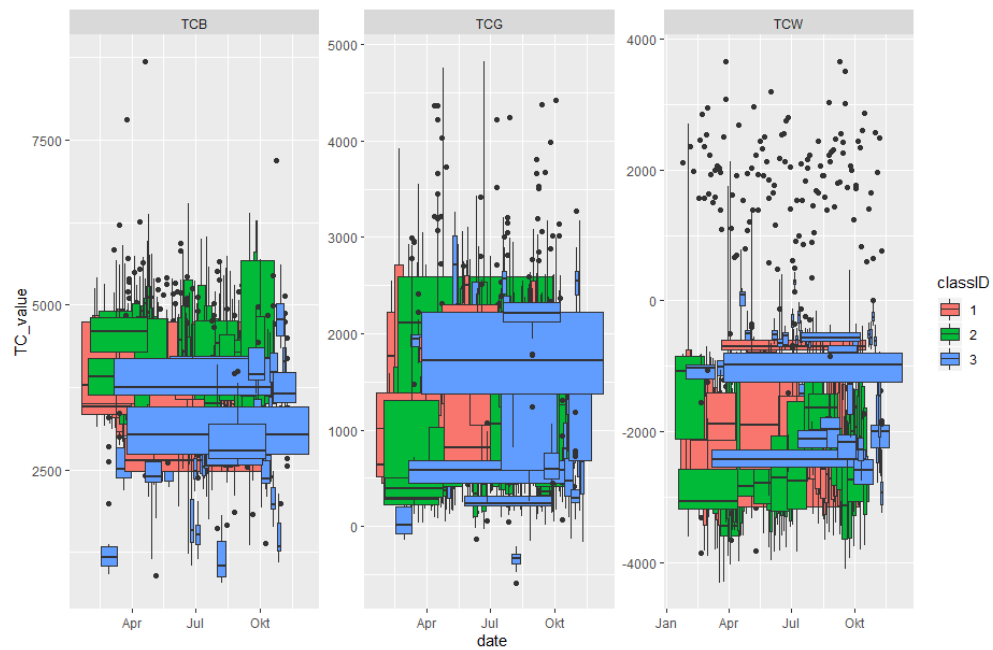 TCB
TCG
TCW
TC_value
7500
5000
2500
5000
4000
3000
2000
1000
0
4000
2000
0
-2000
-4000
Apr
Jul
Okt
Apr
Jul
Okt
Jan
Apr
Jul
Okt
date
classID
1
2
3